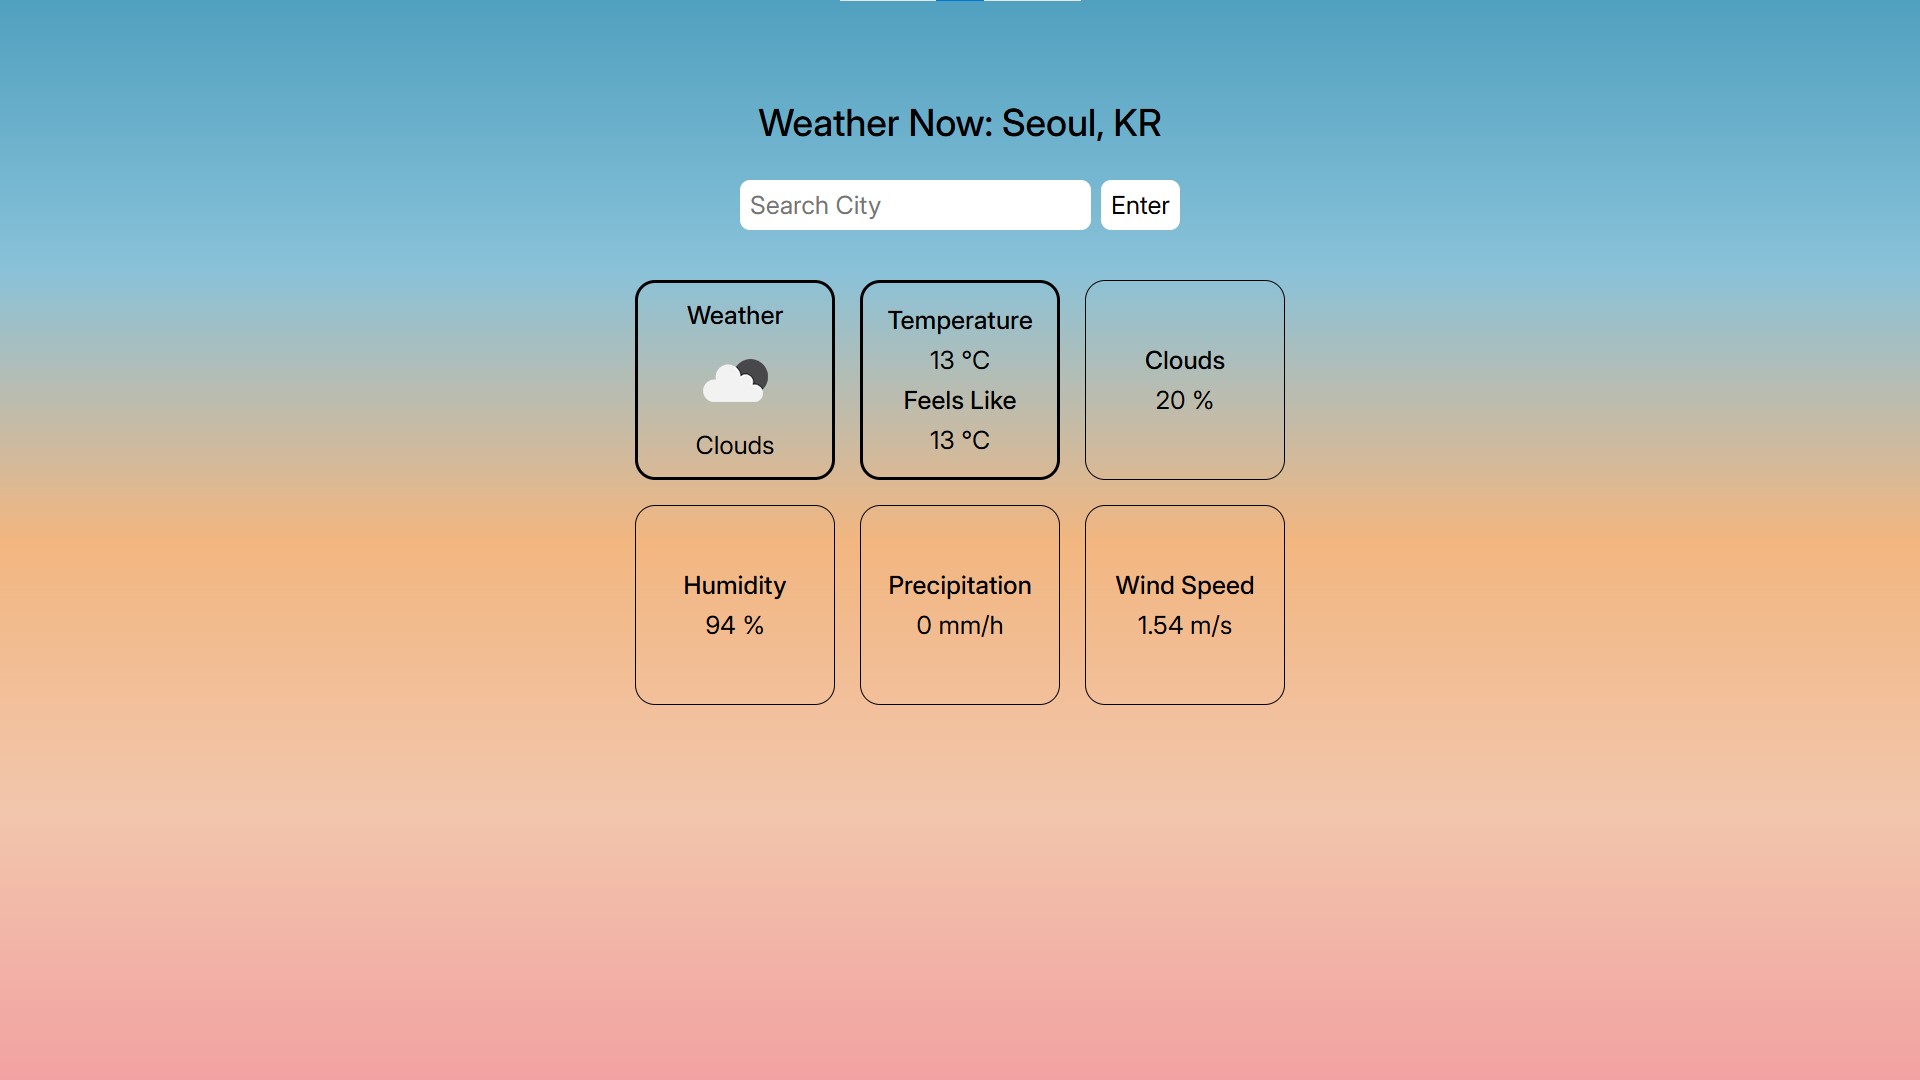 Weather Now: Seoul, KR
Search City
Enter
Weather
Clouds
Temperature
13 °C
Feels Like
13 °C
Clouds
20 %
Humidity
94 %
Precipitation
0 mm/h
Wind Speed
1.54 m/s